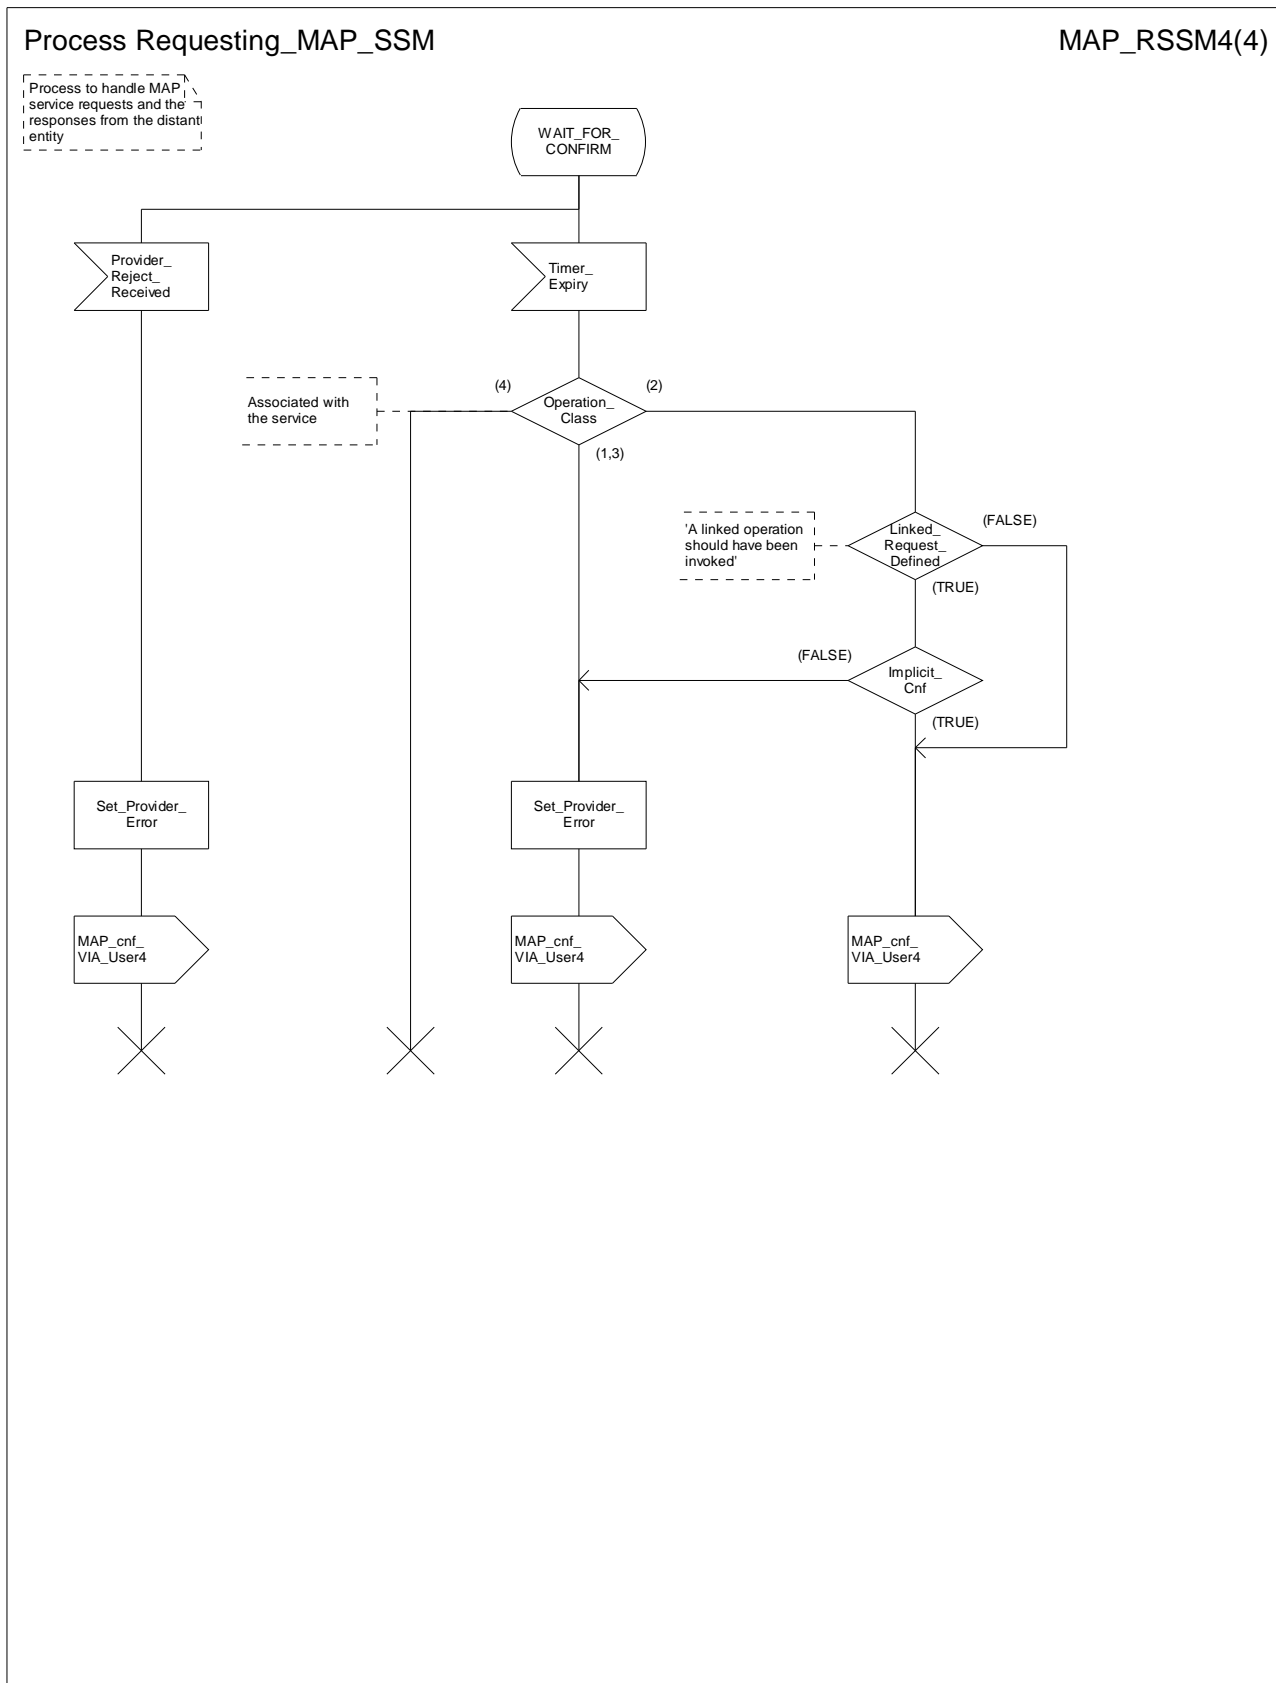 Process Requesting_MAP_SSM
MAP_RSSM4(4)
Process to handle MAP
service requests and the
responses from the distant
entity
WAIT_FOR_
CONFIRM
Provider_
Reject_
Received
Timer_
Expiry
Associated with
the service
(4)
Operation_
Class
(2)
(1,3)
'A linked operation
should have been
invoked'
Linked_
Request_
Defined
(FALSE)
(TRUE)
(FALSE)
Implicit_
Cnf
(TRUE)
Set_Provider_
Error
Set_Provider_
Error
MAP_cnf_
VIA_User4
MAP_cnf_
VIA_User4
MAP_cnf_
VIA_User4